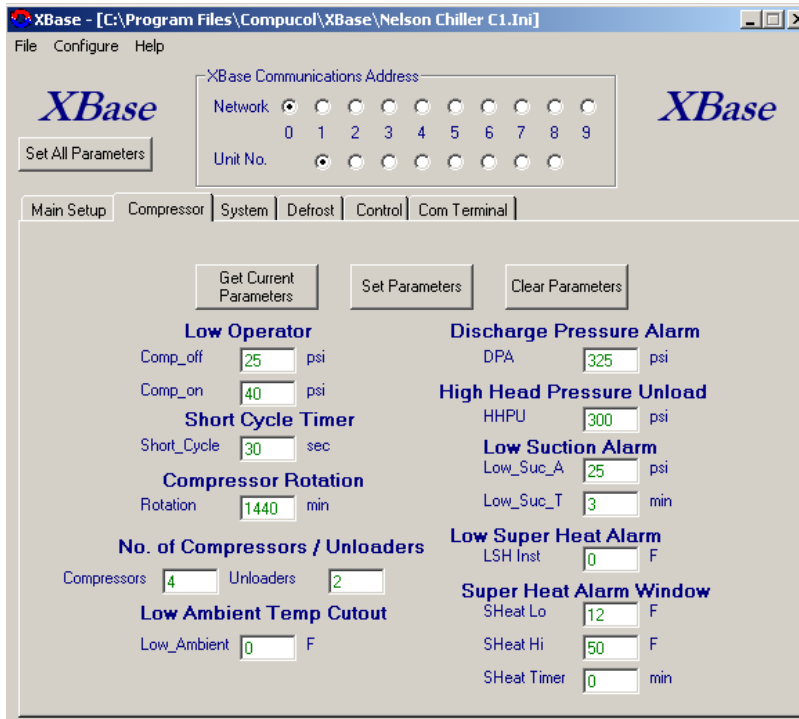 XBase - [C:\Program Files\Compucol\XBase\Nelson Chiller C1.Ini]
File Configure Help
XBase
XBase Communications Address
XBase
Network
0 1 2 3 4 5 6 7 8 9
Unit No.
Set All Parameters
Main Setup Compressor System Defrost Control Com Terminal
Get Current Parameters
Set Parameters
Clear Parameters
Low Operator
Comp_off 25 psi
Comp_on 40 psi
Short Cycle Timer
Short_Cycle 30 sec
Compressor Rotation
Rotation 1440 min
No. of Compressors / Unloaders
Compressors 4 Unloaders 2
Low Ambient Temp Cutout
Low_Ambient 0 F
Discharge Pressure Alarm
DPA 325 psi
High Head Pressure Unload
HHPU 300 psi
Low Suction Alarm
Low_Suc_A 25 psi
Low_Suc_T 3 min
Low Super Heat Alarm
LSH Inst 0 F
Super Heat Alarm Window
SHeat Lo 12 F
SHeat Hi 50 F
SHeat Timer 0 min